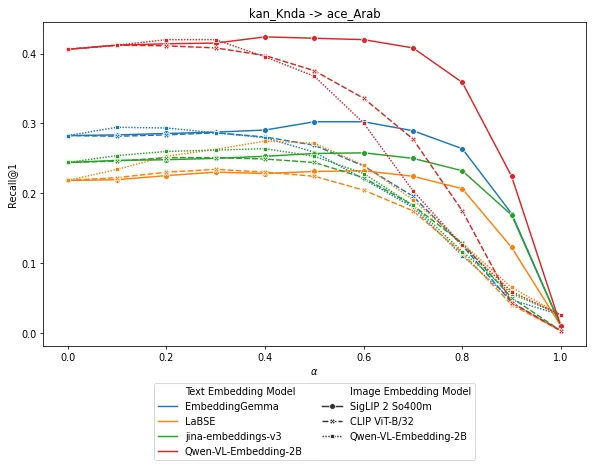 kan_Knda -> ace_Arab
Recall@1
0.4
0.3
0.2
0.1
0.0
0.0 0.2 0.4 0.6 0.8 1.0
α
Text Embedding Model
EmbeddingGemma
LaBSE
jina-embeddings-v3
Qwen-VL-Embedding-2B
Image Embedding Model
SigLIP 2 So400m
CLIP ViT-B/32
Qwen-VL-Embedding-2B